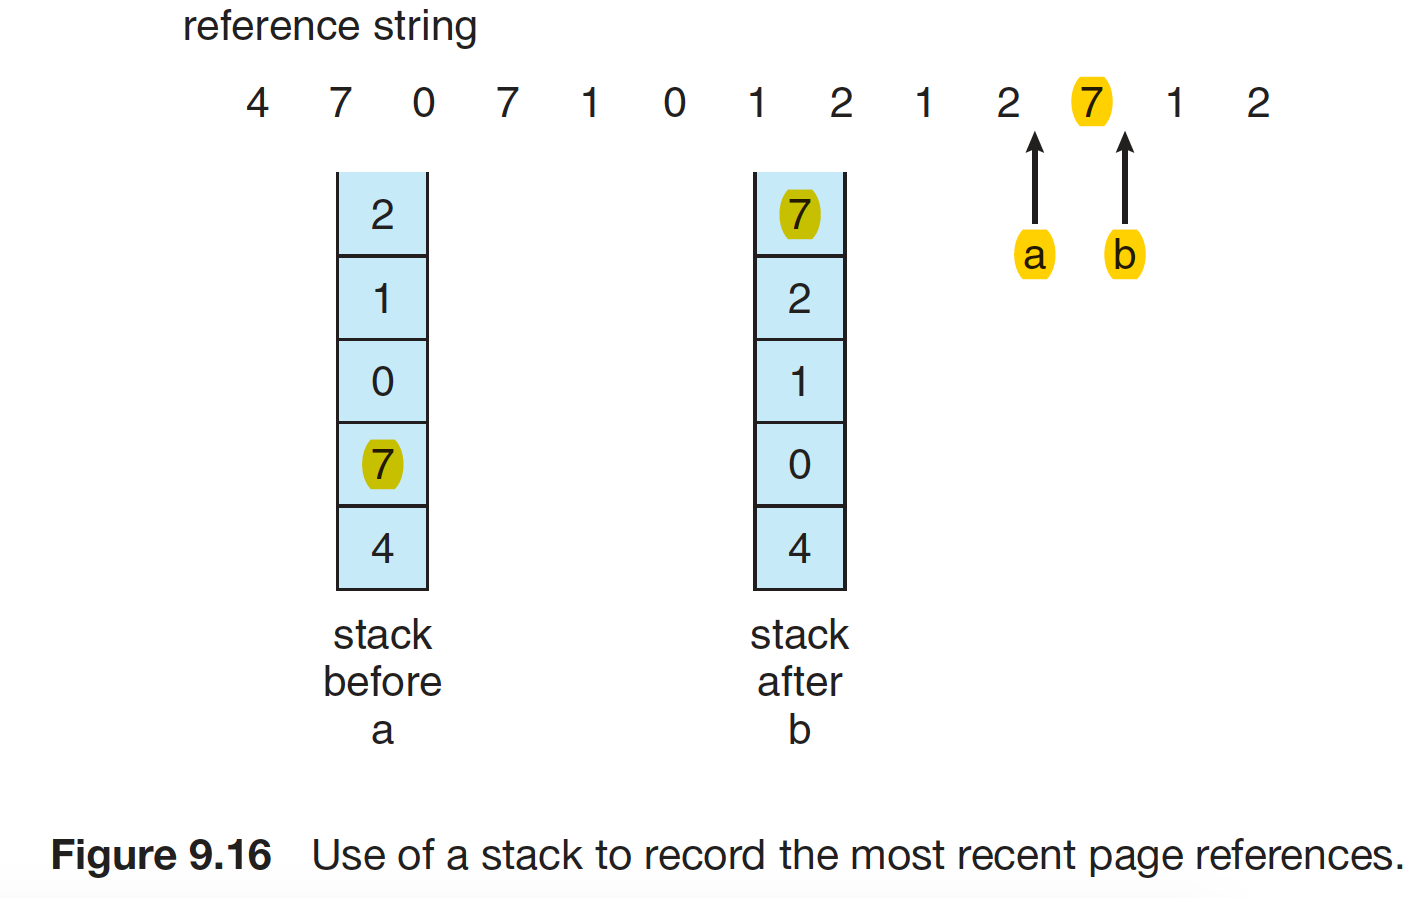 reference string
4 7 0 7 1 0 1 2 1 2 7 1 2
a b
2
1
0
7
4
stack
before
a
7
2
1
0
4
stack
after
b
Figure 9.16 Use of a stack to record the most recent page references.